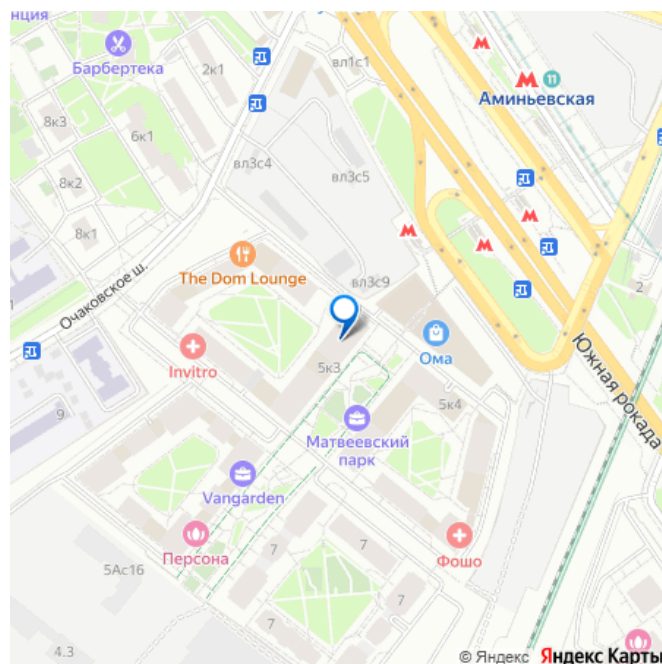 нция
Барбертека
2к1
вл1с1
11
Аминьевская
8к3
6к1
вл3с4
вл3с5
8к2
8к1
The Dom Lounge
вл3с9
2
Очаковское ш.
1
Ома
Южная рокада
Invitro
5к3
5к4
9
Матвеевский
парк
Vangarden
Персона
7
7
Фошо
5Ас16
7
4.3
© Яндекс Яндекс Карты